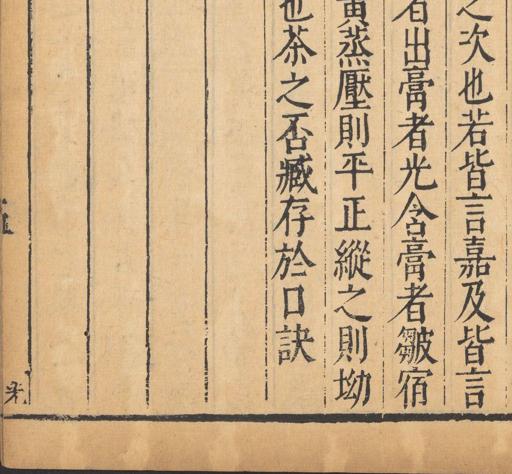 之次也若皆言嘉及皆言
者出膏者光含膏者皺宿
黄蒸壓則平正縱之則坳
也茶之否臧存於口訣